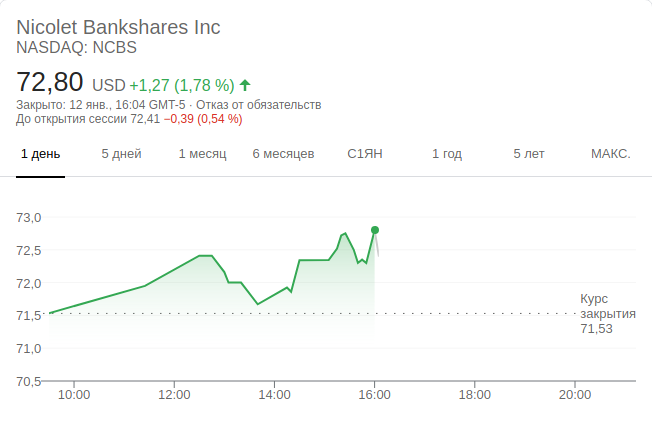 Nicolet Bankshares Inc
NASDAQ: NCBS
72,80 USD +1,27 (1,78 %)
Закрыто: 12 янв., 16:04 GMT-5 · Отказ от обязательств
До открытия сессии 72,41 −0,39 (0,54 %)
1 день 5 дней 1 месяц 6 месяцев С1ЯН 1 год 5 лет МАКС.
73,0
72,5
72,0
71,5
71,0
70,5
Курс
закрытия
71,53
10:00 12:00 14:00 16:00 18:00 20:00